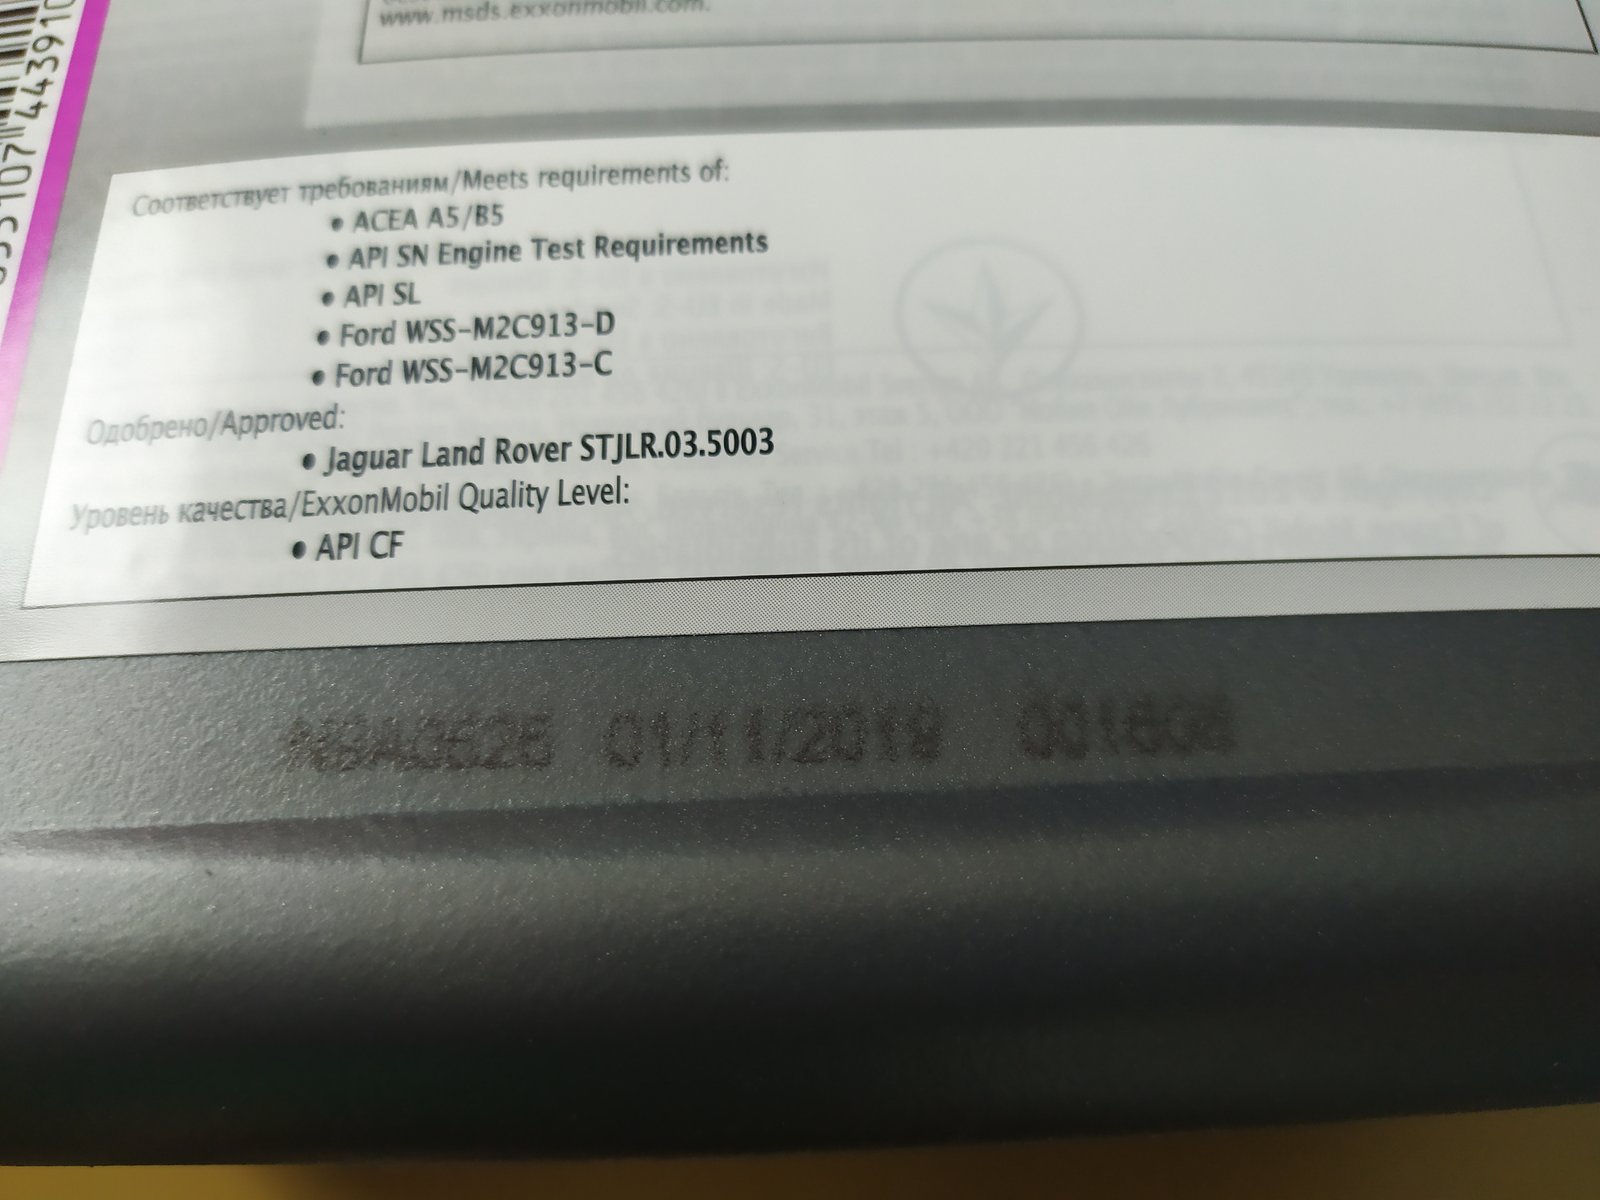 www.msds.exxonmobil.com.
Соответствует требованиям/Meets requirements of:
• ACEA A5/B5
• API SN Engine Test Requirements
• API SL
• Ford WSS-M2C913-D
• Ford WSS-M2C913-C
Одобрено/Approved:
• Jaguar Land Rover STJLR.03.5003
Уровень качества/ExxonMobil Quality Level:
• API CF
01/11/2019